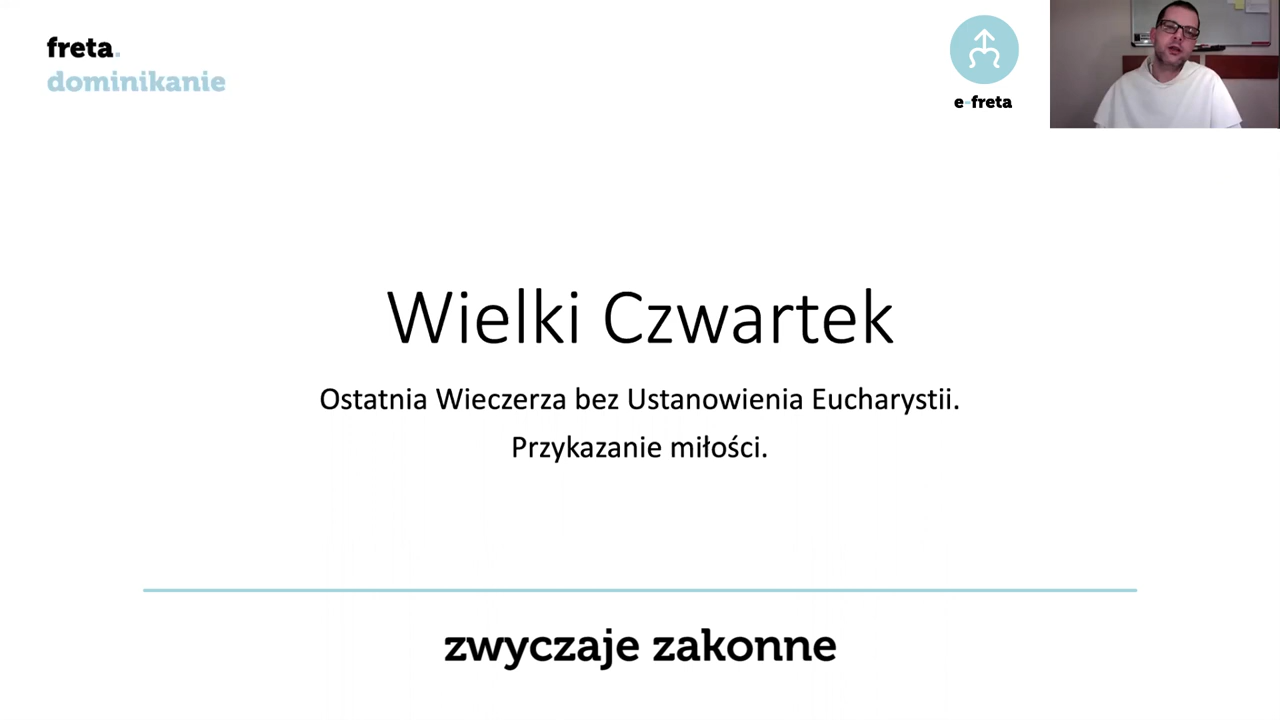 freta.
dominikanie
e-freta
Wielki Czwartek
Ostatnia Wieczerza bez Ustanowienia Eucharystii.
Przykazanie miłości.
zwyczaje zakonne